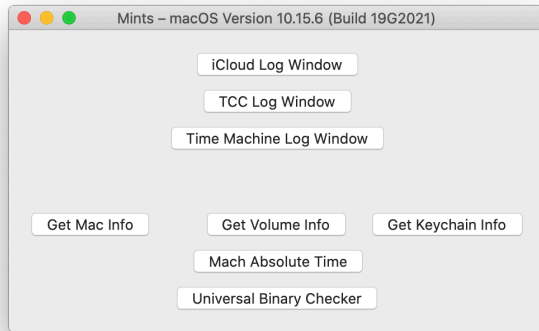 Mints – macOS Version 10.15.6 (Build 19G2021)
iCloud Log Window
TCC Log Window
Time Machine Log Window
Get Mac Info Get Volume Info Get Keychain Info
Mach Absolute Time
Universal Binary Checker